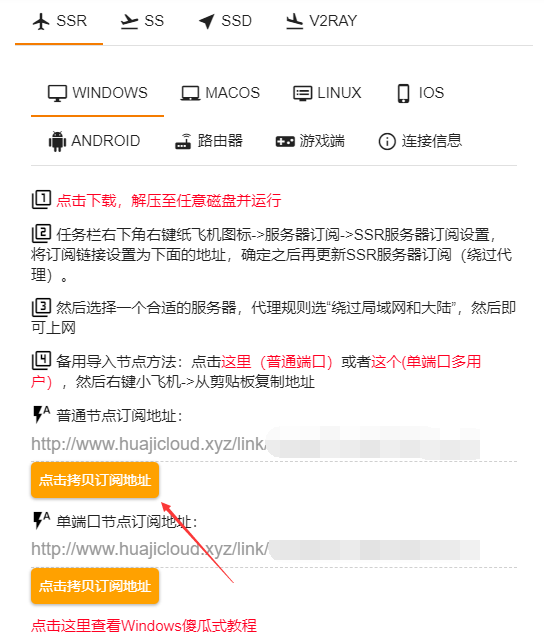 SSR SS SSD V2RAY
WINDOWS MACOS LINUX IOS
ANDROID 路由器 游戏端 连接信息
1 点击下载，解压至任意磁盘并运行
2 任务栏右下角右键纸飞机图标->服务器订阅->SSR服务器订阅设置，
将订阅链接设置为下面的地址，确定之后再更新SSR服务器订阅（绕过代
理）。
3 然后选择一个合适的服务器，代理规则选“绕过局域网和大陆”，然后即
可上网
4 备用导入节点方法：点击这里（普通端口）或者这个(单端口多用
户），然后右键小飞机->从剪贴板复制地址
A 普通节点订阅地址：
http://www.huajicloud.xyz/link/
点击拷贝订阅地址
A 单端口节点订阅地址：
http://www.huajicloud.xyz/link/
点击拷贝订阅地址
点击这里查看Windows傻瓜式教程